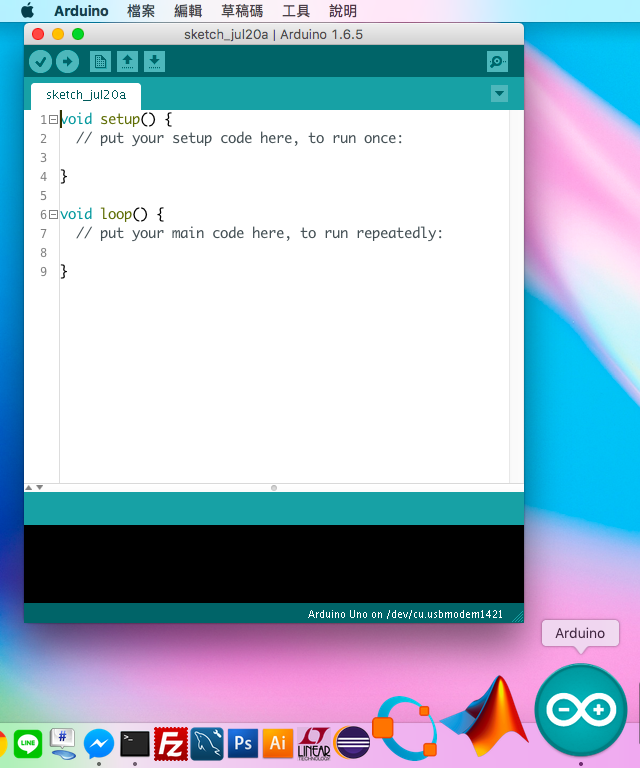 Arduino 檔案 編輯 草稿碼 工具 說明
sketch_jul20a | Arduino 1.6.5
sketch_jul20a
1 void setup() {
2 // put your setup code here, to run once:
3
4 }
5
6 void loop() {
7 // put your main code here, to run repeatedly:
8
9 }
Arduino Uno on /dev/cu.usbmodem1421
Arduino
LINE
#
>_
Fz
Ps
Ai
LINEAR
TECHNOLOGY